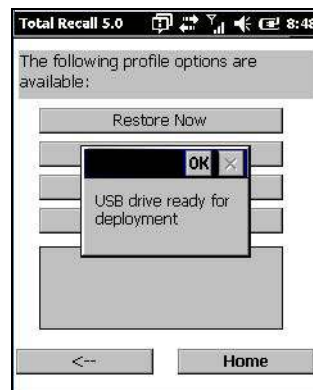 Total Recall 5.0 8:48
The following profile options are
available:
Restore Now
OK
USB drive ready for
deployment
<-- Home